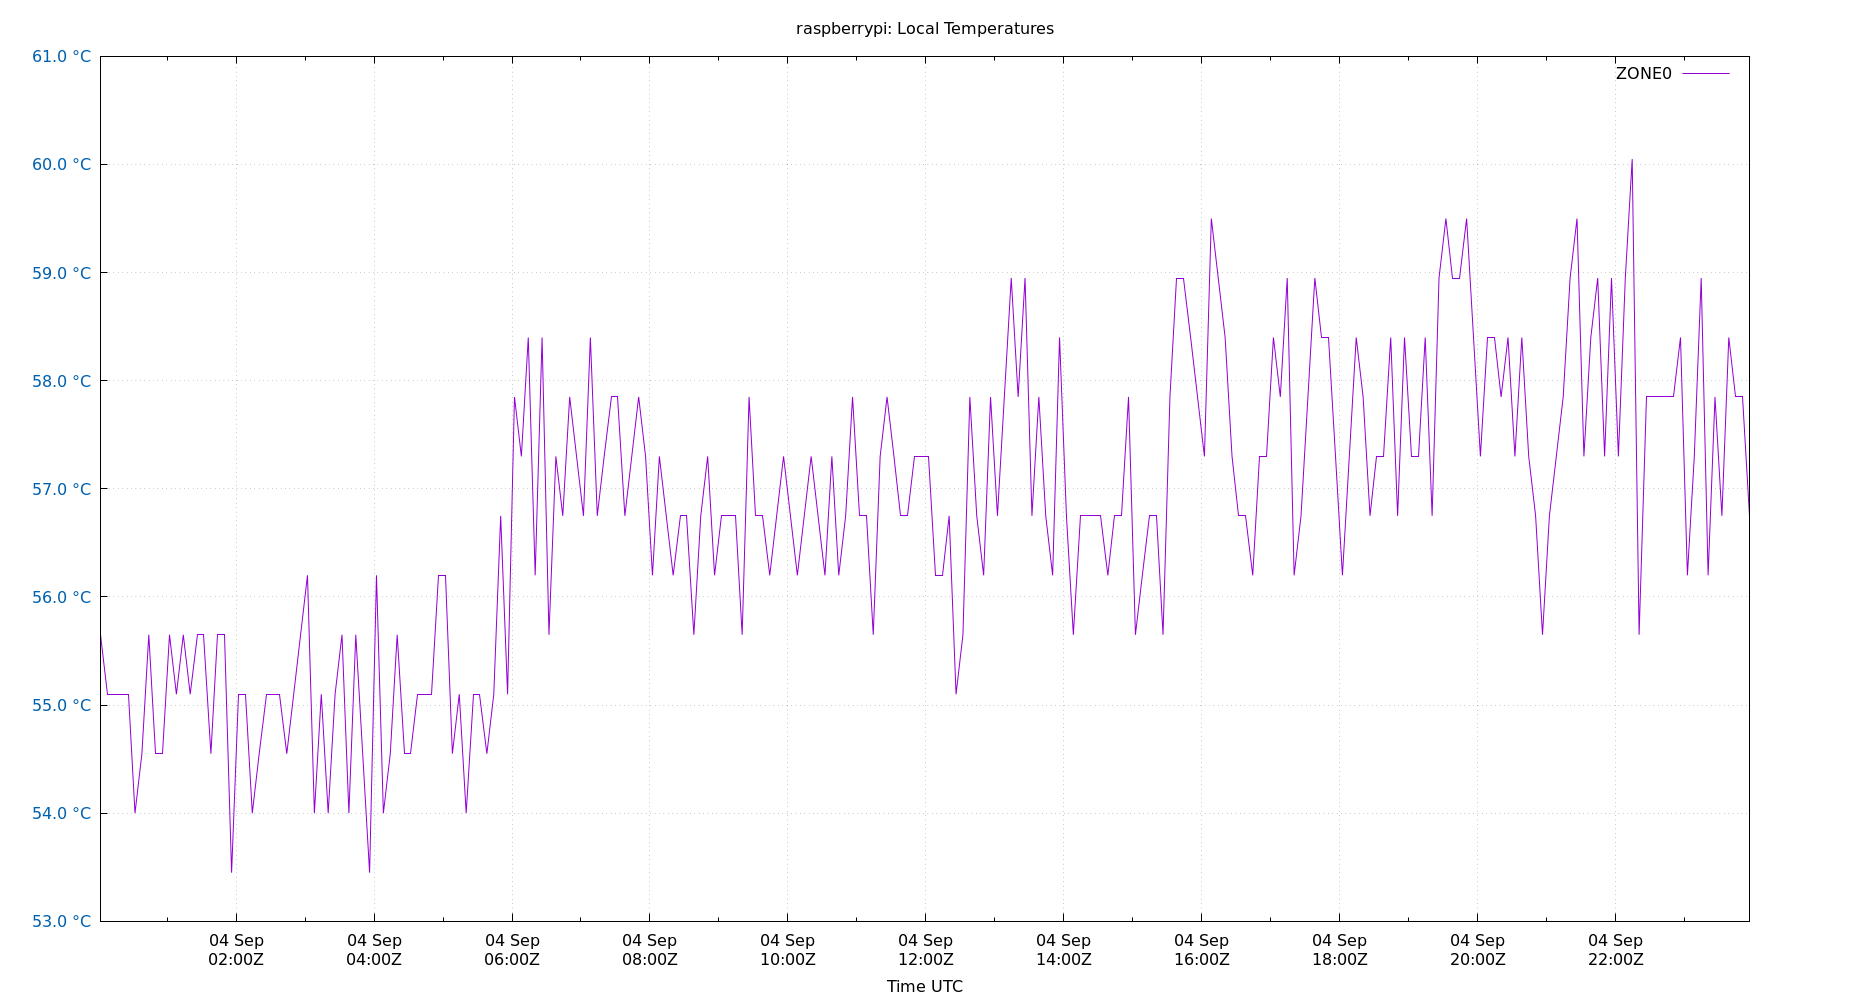 raspberrypi: Local Temperatures
61.0 °C
ZONE0
60.0 °C
59.0 °C
58.0 °C
57.0 °C
56.0 °C
55.0 °C
54.0 °C
53.0 °C
04 Sep 04 Sep 04 Sep 04 Sep 04 Sep 04 Sep 04 Sep 04 Sep 04 Sep 04 Sep 04 Sep
02:00Z 04:00Z 06:00Z 08:00Z 10:00Z 12:00Z 14:00Z 16:00Z 18:00Z 20:00Z 22:00Z
Time UTC